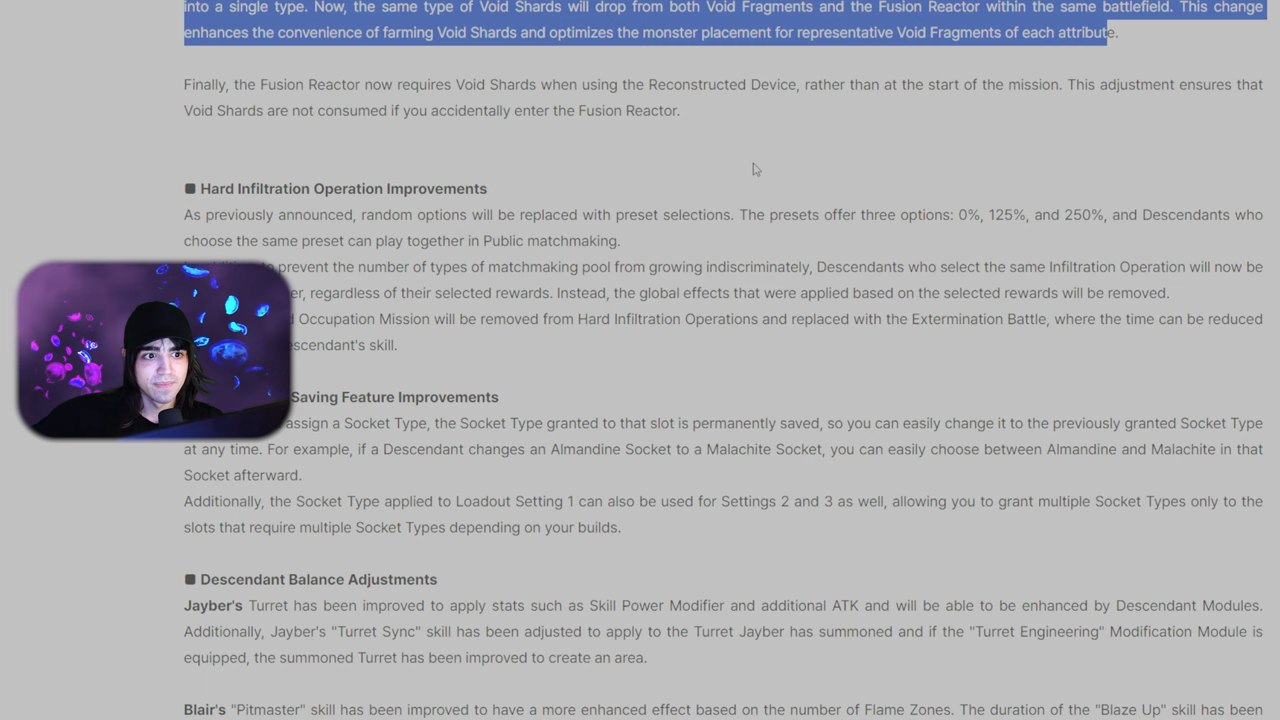 into a single type. Now, the same type of Void Shards will drop from both Void Fragments and the Fusion Reactor within the same battlefield. This change
enhances the convenience of farming Void Shards and optimizes the monster placement for representative Void Fragments of each attribute.
Finally, the Fusion Reactor now requires Void Shards when using the Reconstructed Device, rather than at the start of the mission. This adjustment ensures that
Void Shards are not consumed if you accidentally enter the Fusion Reactor.
Hard Infiltration Operation Improvements
As previously announced, random options will be replaced with preset selections. The presets offer three options: 0%, 125%, and 250%, and Descendants who
choose the same preset can play together in Public matchmaking.
prevent the number of types of matchmaking pool from growing indiscriminately, Descendants who select the same Infiltration Operation will now be
regardless of their selected rewards. Instead, the global effects that were applied based on the selected rewards will be removed.
Occupation Mission will be removed from Hard Infiltration Operations and replaced with the Extermination Battle, where the time can be reduced
escendant's skill.
Saving Feature Improvements
assign a Socket Type, the Socket Type granted to that slot is permanently saved, so you can easily change it to the previously granted Socket Type
at any time. For example, if a Descendant changes an Almandine Socket to a Malachite Socket, you can easily choose between Almandine and Malachite in that
Socket afterward.
Additionally, the Socket Type applied to Loadout Setting 1 can also be used for Settings 2 and 3 as well, allowing you to grant multiple Socket Types only to the
slots that require multiple Socket Types depending on your builds.
Descendant Balance Adjustments
Jayber's Turret has been improved to apply stats such as Skill Power Modifier and additional ATK and will be able to be enhanced by Descendant Modules.
Additionally, Jayber's "Turret Sync" skill has been adjusted to apply to the Turret Jayber has summoned and if the "Turret Engineering" Modification Module is
equipped, the summoned Turret has been improved to create an area.
Blair's "Pitmaster" skill has been improved to have a more enhanced effect based on the number of Flame Zones. The duration of the "Blaze Up" skill has been